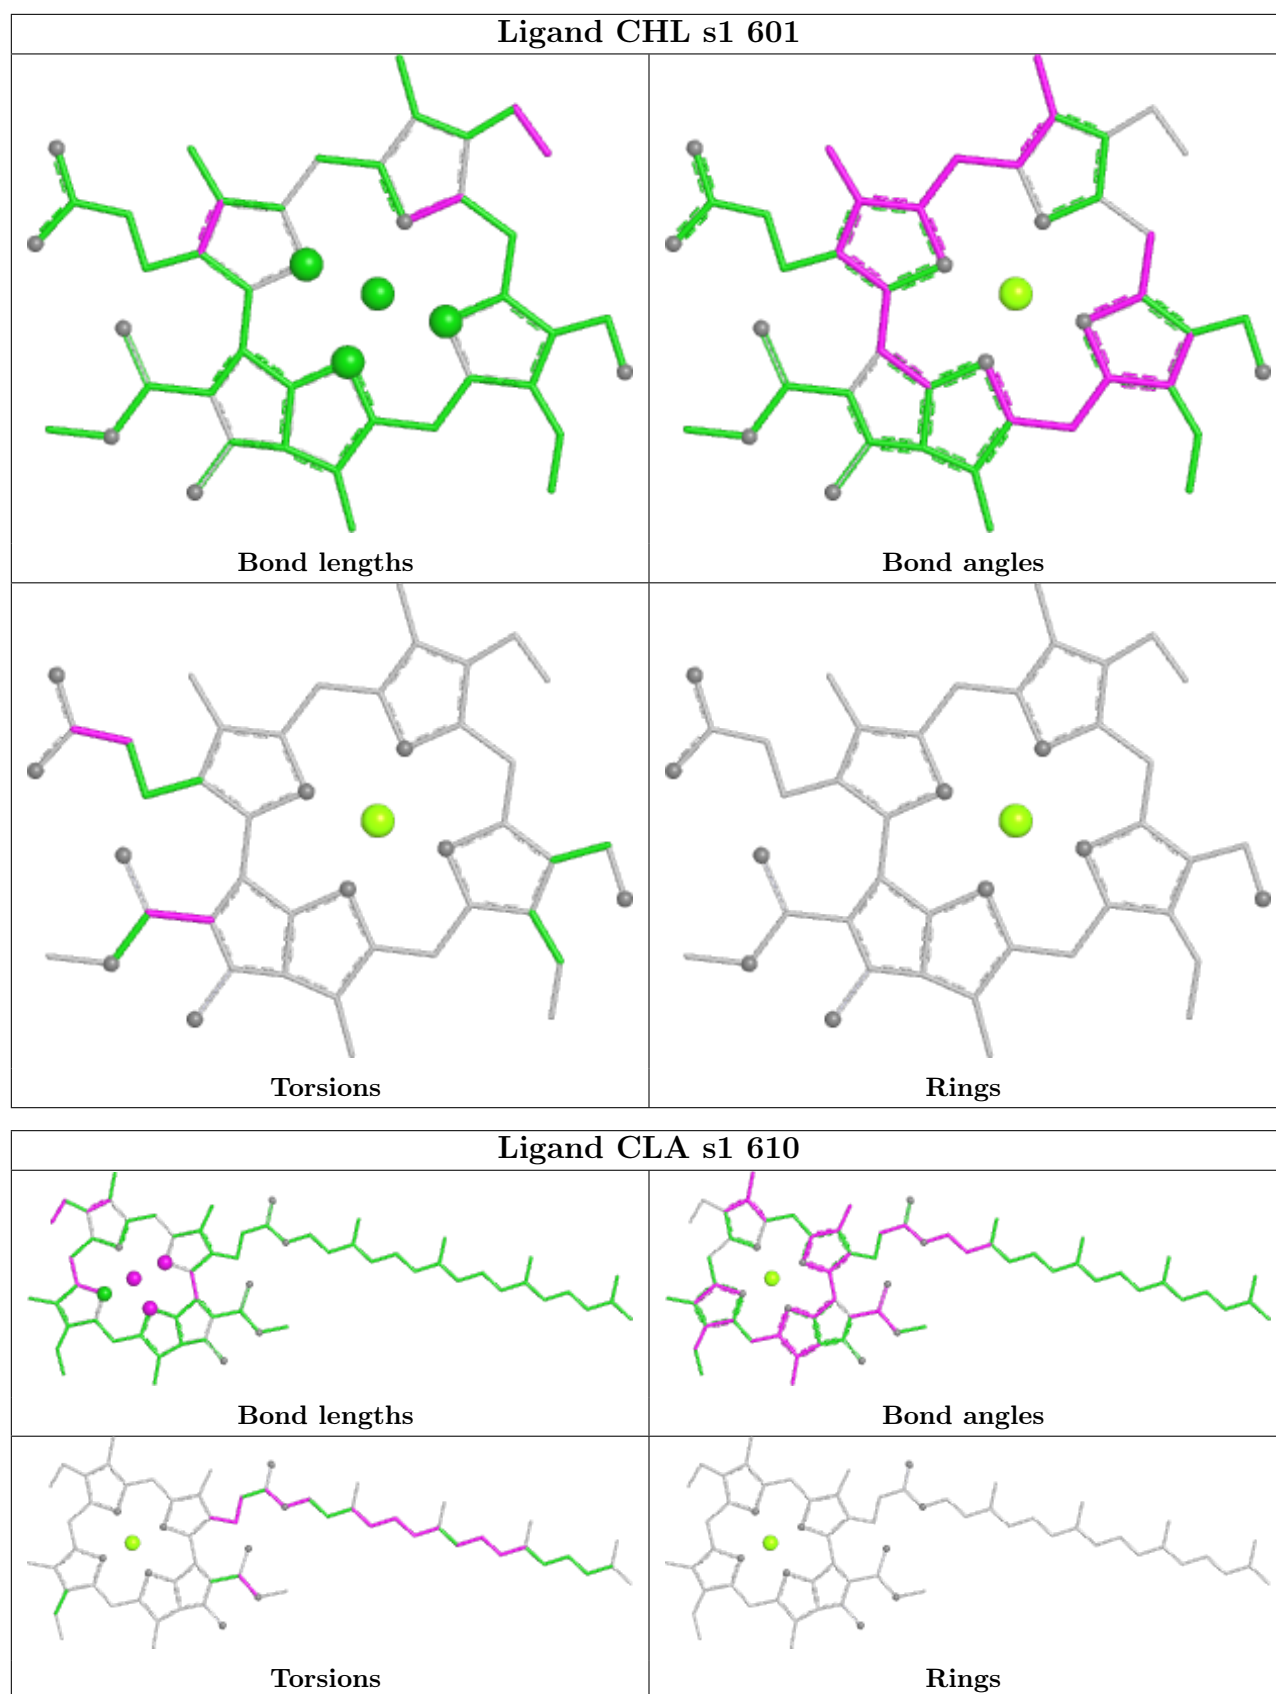 Ligand CHL s1 601
Bond lengths
Bond angles
Torsions
Rings
Ligand CLA s1 610
Bond lengths
Bond angles
Torsions
Rings